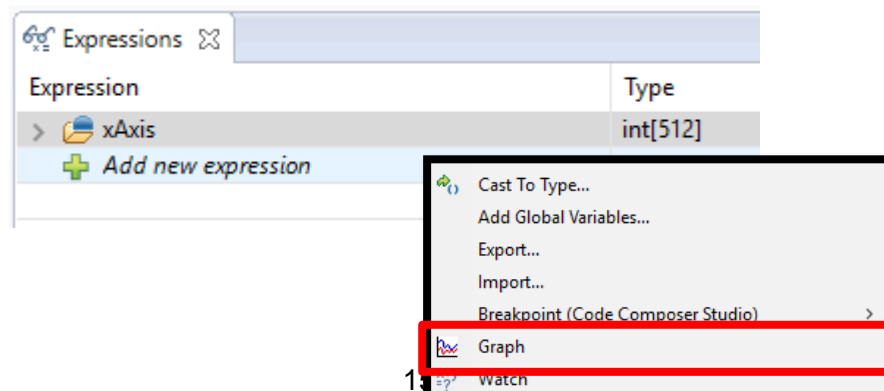 Expressions
Expression Type
xAxis int[512]
Add new expression
Cast To Type...
Add Global Variables...
Export...
Import...
Breakpoint (Code Composer Studio)
Graph
Watch